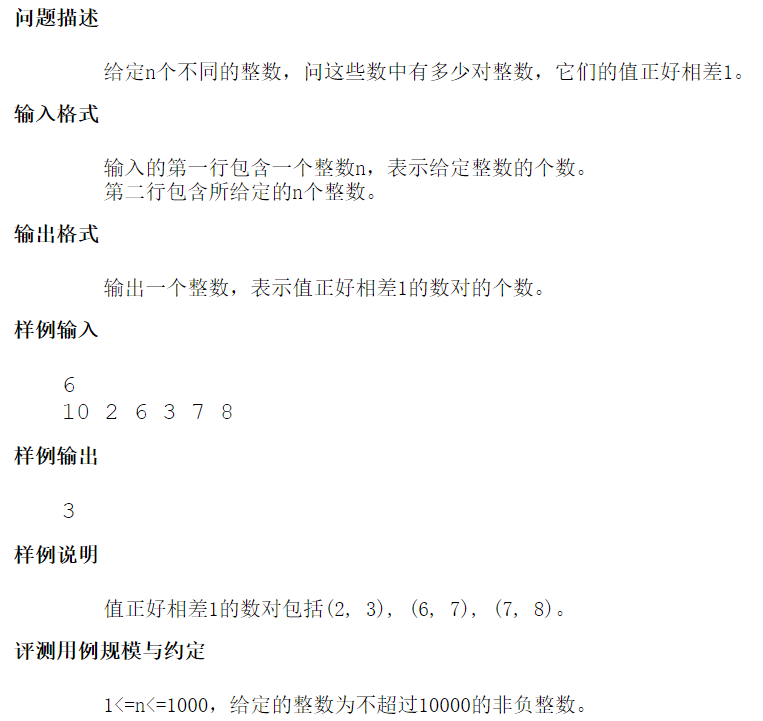 问题描述
给定n个不同的整数，问这些数中有多少对整数，它们的值正好相差1。
输入格式
输入的第一行包含一个整数n，表示给定整数的个数。
第二行包含所给定的n个整数。
输出格式
输出一个整数，表示值正好相差1的数对的个数。
样例输入
6
10 2 6 3 7 8
样例输出
3
样例说明
值正好相差1的数对包括(2, 3), (6, 7), (7, 8)。
评测用例规模与约定
1<=n<=1000，给定的整数为不超过10000的非负整数。